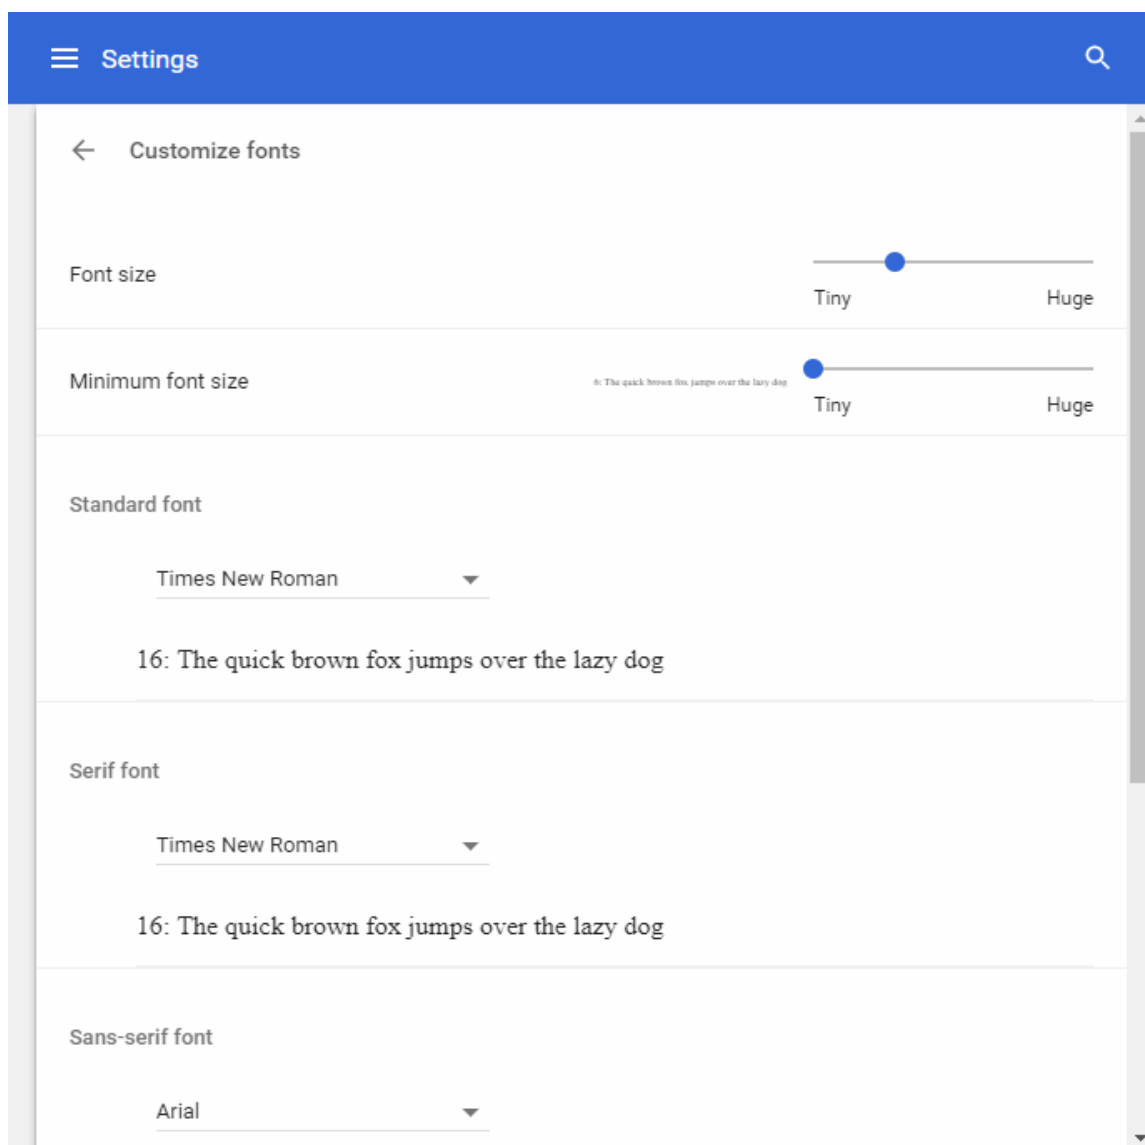 Settings
Customize fonts
Font size
Tiny Huge
Minimum font size
6: The quick brown fox jumps over the lazy dog
Tiny Huge
Standard font
Times New Roman
16: The quick brown fox jumps over the lazy dog
Serif font
Times New Roman
16: The quick brown fox jumps over the lazy dog
Sans-serif font
Arial